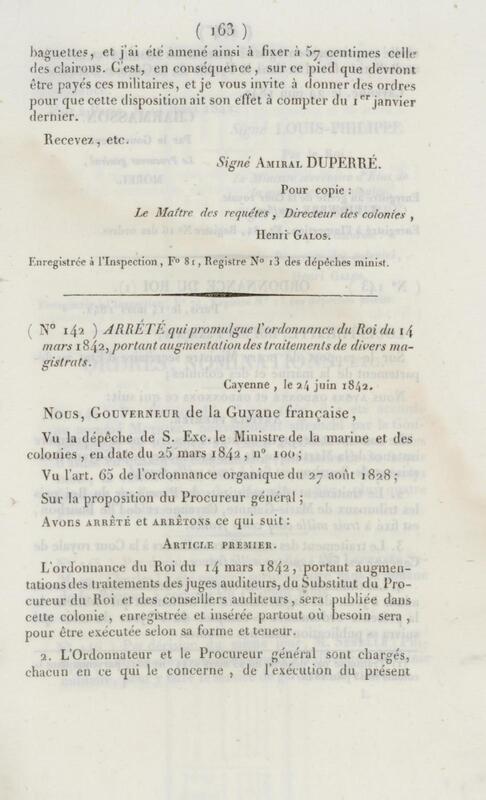 ( 163 )
baguettes, et j'ai été amené ainsi à fixer à 57 centimes celle
des clairons. C'est, en conséquence, sur ce pied que devront
être payés ces militaires, et je vous invite à donner des ordres
pour que cette disposition ait son effet à compter du 1er janvier
dernier.
Recevez, etc.
Signé AMIRAL DUPERRÉ.
Pour copie :
Le Maître des requêtes, Directeur des colonies,
Henri GALOS.
Enregistrée à l'Inspection, F° 81, Registre N° 13 des dépêches minist.
( N° 142 ) ARRÊTÉ qui promulgue l'ordonnance du Roi du 14
mars 1842, portant augmentation des traitements de divers ma-
gistrats.
Cayenne, le 24 juin 1842.
NOUS, GOUVERNEUR de la Guyane française,
Vu la dépêche de S. Exc. le Ministre de la marine et des
colonies, en date du 25 mars 1842, n° 100;
Vu l'art. 65 de l'ordonnance organique du 27 août 1828;
Sur la proposition du Procureur général;
AVONS ARRÊTÉ et ARRÊTONS ce qui suit :
ARTICLE PREMIER.
L'ordonnance du Roi du 14 mars 1842, portant augmen-
tations des traitements des juges auditeurs, du Substitut du Pro-
cureur du Roi et des conseillers auditeurs, sera publiée dans
cette colonie, enregistrée et insérée partout où besoin sera,
pour être exécutée selon sa forme et teneur.
2. L'Ordonnateur et le Procureur général sont chargés,
chacun en ce qui le concerne, de l'exécution du présent